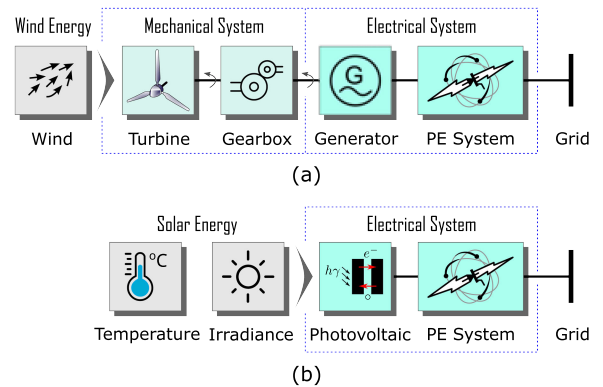 Wind Energy Mechanical System Electrical System
G
Wind Turbine Gearbox Generator PE System Grid
(a)
Solar Energy Electrical System
°C
e⁻
hγ
Temperature Irradiance Photovoltaic PE System Grid
(b)